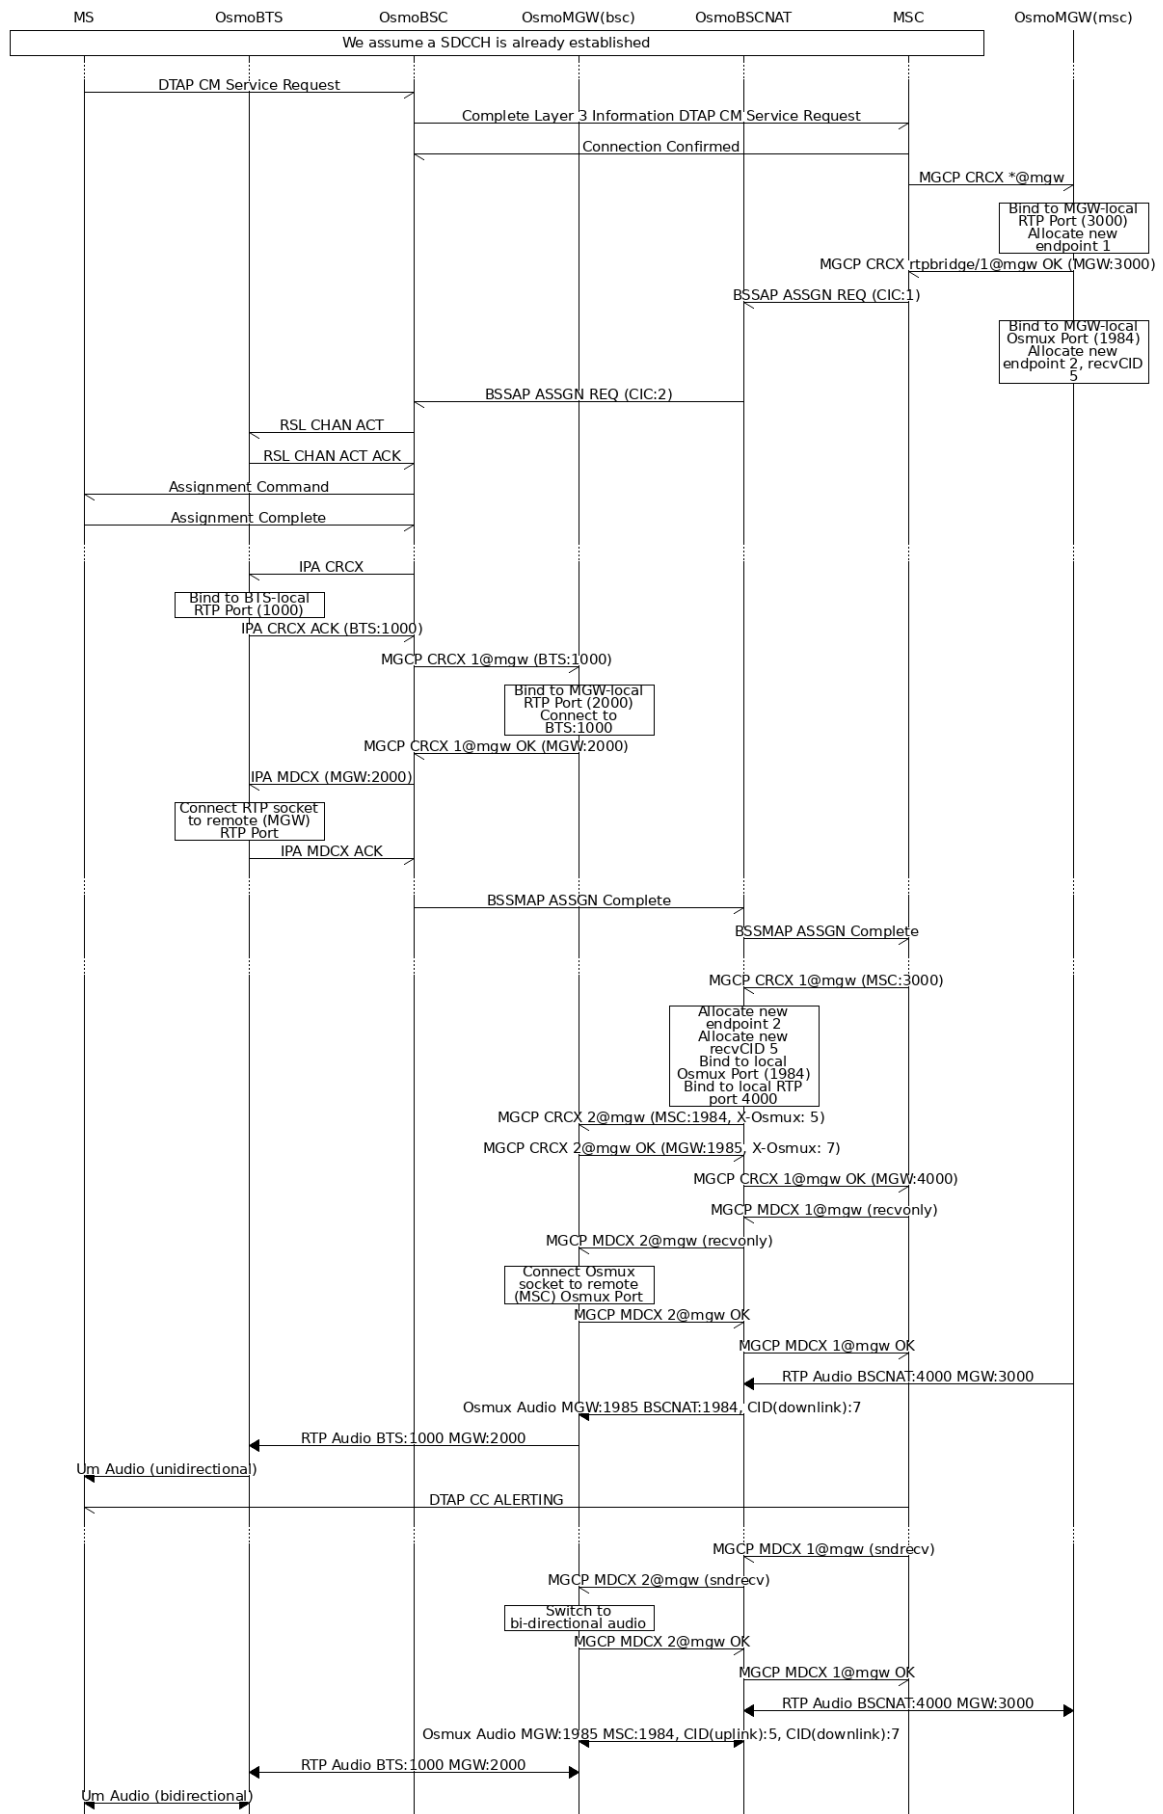 MS OsmoBTS OsmoBSC OsmoMGW(bsc) OsmoBSCNAT MSC OsmoMGW(msc)
We assume a SDCCH is already established
DTAP CM Service Request
Complete Layer 3 Information DTAP CM Service Request
Connection Confirmed
MGCP CRCX *@mgw
Bind to MGW-local
RTP Port (3000)
Allocate new
endpoint 1
MGCP CRCX rtpbridge/1@mgw OK (MGW:3000)
BSSAP ASSGN REQ (CIC:1)
Bind to MGW-local
Osmux Port (1984)
Allocate new
endpoint 2, recvCID
5
BSSAP ASSGN REQ (CIC:2)
RSL CHAN ACT
RSL CHAN ACT ACK
Assignment Command
Assignment Complete
IPA CRCX
Bind to BTS-local
RTP Port (1000)
IPA CRCX ACK (BTS:1000)
MGCP CRCX 1@mgw (BTS:1000)
Bind to MGW-local
RTP Port (2000)
Connect to
BTS:1000
MGCP CRCX 1@mgw OK (MGW:2000)
IPA MDCX (MGW:2000)
Connect RTP socket
to remote (MGW)
RTP Port
IPA MDCX ACK
BSSMAP ASSGN Complete
BSSMAP ASSGN Complete
MGCP CRCX 1@mgw (MSC:3000)
Allocate new
endpoint 2
Allocate new
recvCID 5
Bind to local
Osmux Port (1984)
Bind to local RTP
port 4000
MGCP CRCX 2@mgw (MSC:1984, X-Osmux: 5)
MGCP CRCX 2@mgw OK (MGW:1985, X-Osmux: 7)
MGCP CRCX 1@mgw OK (MGW:4000)
MGCP MDCX 1@mgw (recvonly)
MGCP MDCX 2@mgw (recvonly)
Connect Osmux
socket to remote
(MSC) Osmux Port
MGCP MDCX 2@mgw OK
MGCP MDCX 1@mgw OK
RTP Audio BSCNAT:4000 MGW:3000
Osmux Audio MGW:1985 BSCNAT:1984, CID(downlink):7
RTP Audio BTS:1000 MGW:2000
Um Audio (unidirectional)
DTAP CC ALERTING
MGCP MDCX 1@mgw (sndrecv)
MGCP MDCX 2@mgw (sndrecv)
Switch to
bi-directional audio
MGCP MDCX 2@mgw OK
MGCP MDCX 1@mgw OK
RTP Audio BSCNAT:4000 MGW:3000
Osmux Audio MGW:1985 MSC:1984, CID(uplink):5, CID(downlink):7
RTP Audio BTS:1000 MGW:2000
Um Audio (bidirectional)